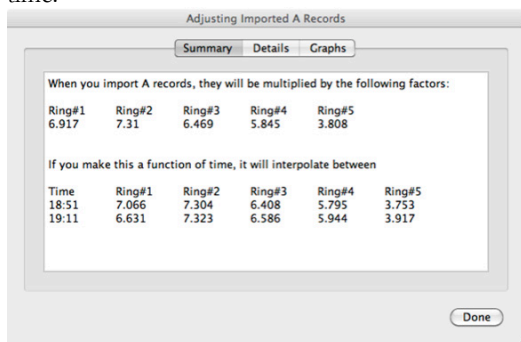 time.
Adjusting Imported A Records
Summary Details Graphs
When you import A records, they will be multiplied by the following factors:
Ring#1 Ring#2 Ring#3 Ring#4 Ring#5
6.917 7.31 6.469 5.845 3.808
If you make this a function of time, it will interpolate between
Time Ring#1 Ring#2 Ring#3 Ring#4 Ring#5
18:51 7.066 7.304 6.408 5.795 3.753
19:11 6.631 7.323 6.586 5.944 3.917
Done